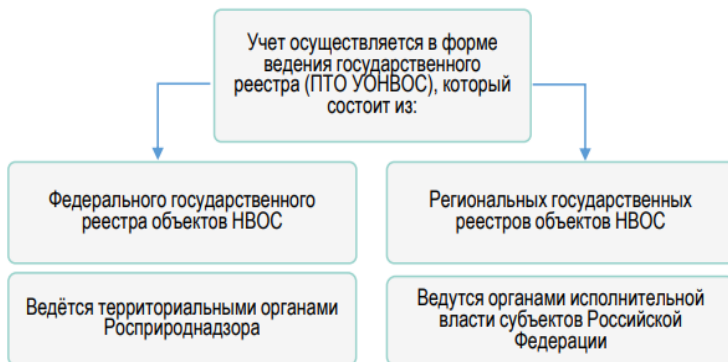 Учет осуществляется в форме
ведения государственного
реестра (ПТО УОНВОС), который
состоит из:
Федерального государственного
реестра объектов НВОС
Региональных государственных
реестров объектов НВОС
Ведётся территориальными органами
Росприроднадзора
Ведутся органами исполнительной
власти субъектов Российской
Федерации